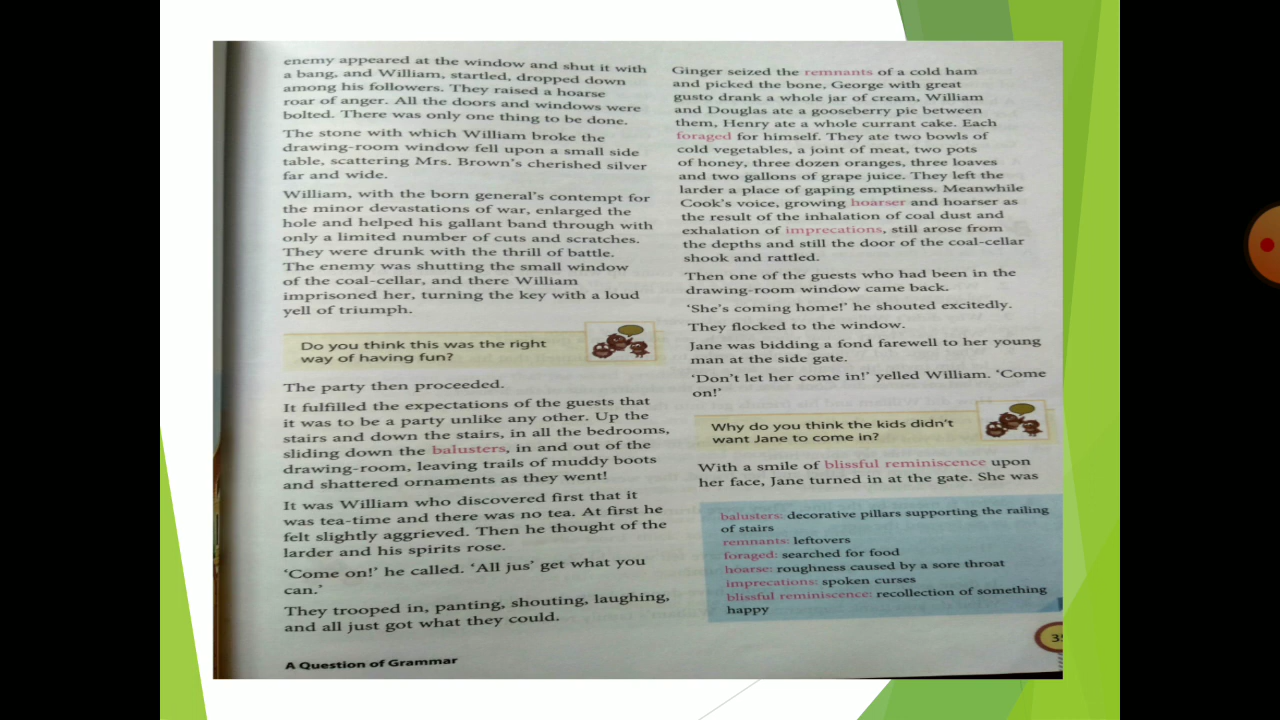 enemy appeared at the window and shut it with
a bang, and William, startled, dropped down
among his followers. They raised a hoarse
roar of anger. All the doors and windows were
bolted. There was only one thing to be done.
The stone with which William broke the
drawing-room window fell upon a small side
table, scattering Mrs. Brown's cherished silver
far and wide.
William, with the born general's contempt for
the minor devastations of war, enlarged the
hole and helped his gallant band through with
only a limited number of cuts and scratches.
They were drunk with the thrill of battle.
The enemy was shutting the small window
of the coal-cellar, and there William
imprisoned her, turning the key with a loud
yell of triumph.
Do you think this was the right
way of having fun?
The party then proceeded.
It fulfilled the expectations of the guests that
it was to be a party unlike any other. Up the
stairs and down the stairs, in all the bedrooms,
sliding down the balusters, in and out of the
drawing-room, leaving trails of muddy boots
and shattered ornaments as they went!
It was William who discovered first that it
was tea-time and there was no tea. At first he
felt slightly aggrieved. Then he thought of the
larder and his spirits rose.
'Come on!' he called. 'All jus' get what you
can.'
They trooped in, panting, shouting, laughing,
and all just got what they could.
A Question of Grammar
Ginger seized the remnants of a cold ham
and picked the bone, George with great
gusto drank a whole jar of cream, William
and Douglas ate a gooseberry pie between
them, Henry ate a whole currant cake. Each
foraged for himself. They ate two bowls of
cold vegetables, a joint of meat, two pots
of honey, three dozen oranges, three loaves
and two gallons of grape juice. They left the
larder a place of gaping emptiness. Meanwhile
Cook's voice, growing hoarser and hoarser as
the result of the inhalation of coal dust and
exhalation of imprecations, still arose from
the depths and still the door of the coal-cellar
shook and rattled.
Then one of the guests who had been in the
drawing-room window came back.
'She's coming home!' he shouted excitedly.
They flocked to the window.
Jane was bidding a fond farewell to her young
man at the side gate.
'Don't let her come in!' yelled William. 'Come
on!'
Why do you think the kids didn't
want Jane to come in?
With a smile of blissful reminiscence upon
her face, Jane turned in at the gate. She was
balusters: decorative pillars supporting the railing
of stairs
remnants: leftovers
foraged: searched for food
hoarse: roughness caused by a sore throat
imprecations: spoken curses
blissful reminiscence: recollection of something
happy